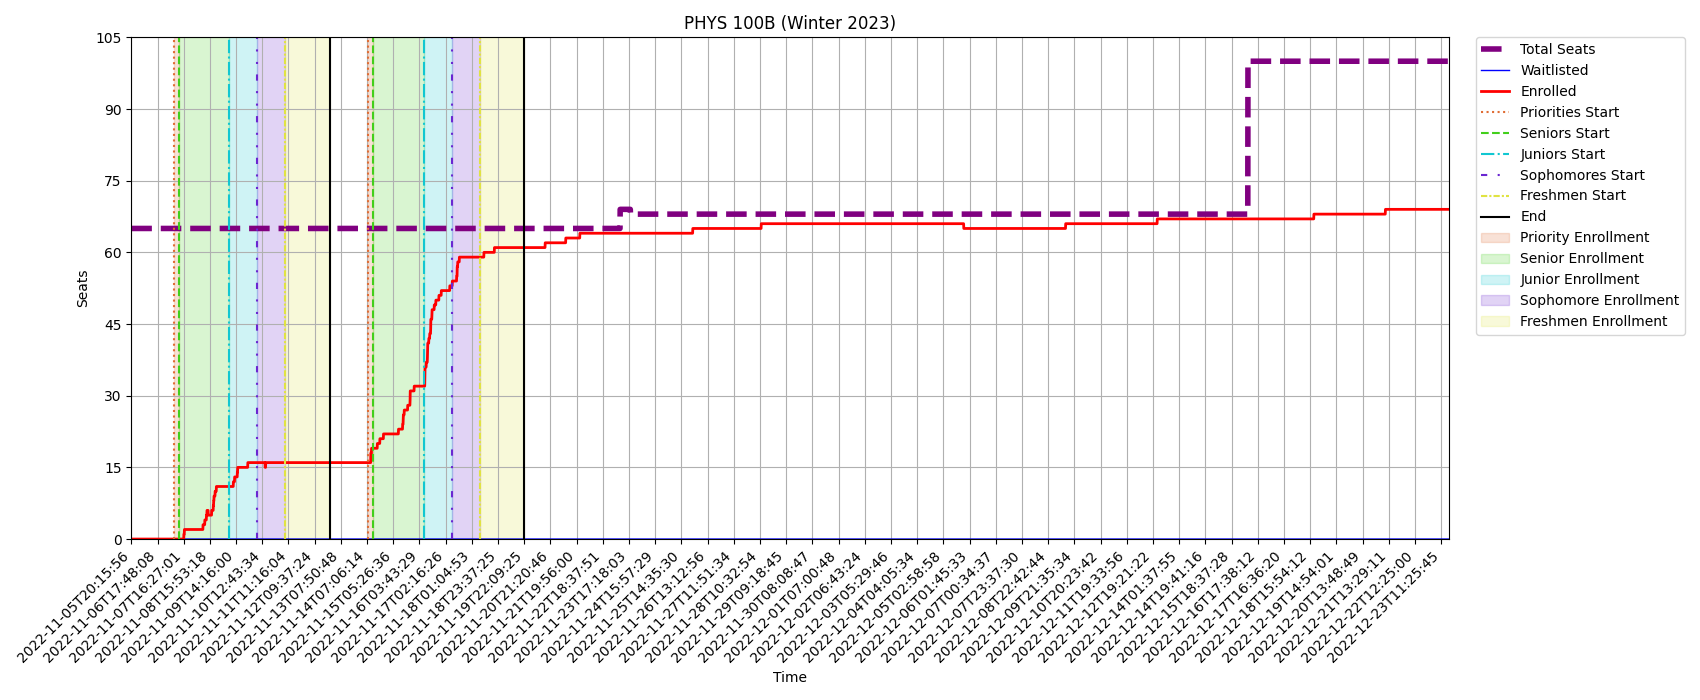 PHYS 100B (Winter 2023)
105
90
75
60
45
30
15
0
Seats
2022-11-05T20:15:56
2022-11-06T17:48:08
2022-11-07T16:27:01
2022-11-08T15:53:18
2022-11-09T14:16:00
2022-11-10T12:43:34
2022-11-11T11:16:04
2022-11-12T09:37:24
2022-11-13T07:50:48
2022-11-14T07:06:14
2022-11-15T05:26:36
2022-11-16T03:43:29
2022-11-17T02:16:26
2022-11-18T01:04:53
2022-11-18T23:37:25
2022-11-19T22:09:25
2022-11-20T21:20:46
2022-11-21T19:56:00
2022-11-22T18:37:51
2022-11-23T17:18:03
2022-11-24T15:57:29
2022-11-25T14:35:30
2022-11-26T13:12:56
2022-11-27T11:51:34
2022-11-28T10:32:54
2022-11-29T09:18:45
2022-11-30T08:08:47
2022-12-01T07:00:48
2022-12-02T06:43:24
2022-12-03T05:29:46
2022-12-04T04:05:34
2022-12-05T02:58:58
2022-12-06T01:45:33
2022-12-07T00:34:37
2022-12-07T23:37:30
2022-12-08T22:42:44
2022-12-09T21:35:34
2022-12-10T20:23:42
2022-12-11T19:33:56
2022-12-12T19:21:22
2022-12-14T01:37:55
2022-12-14T19:41:16
2022-12-15T18:37:28
2022-12-16T17:38:12
2022-12-17T16:36:20
2022-12-18T15:54:12
2022-12-19T14:54:01
2022-12-20T13:48:49
2022-12-21T13:29:11
2022-12-22T12:25:00
2022-12-23T11:25:45
Time
Total Seats
Waitlisted
Enrolled
Priorities Start
Seniors Start
Juniors Start
Sophomores Start
Freshmen Start
End
Priority Enrollment
Senior Enrollment
Junior Enrollment
Sophomore Enrollment
Freshmen Enrollment